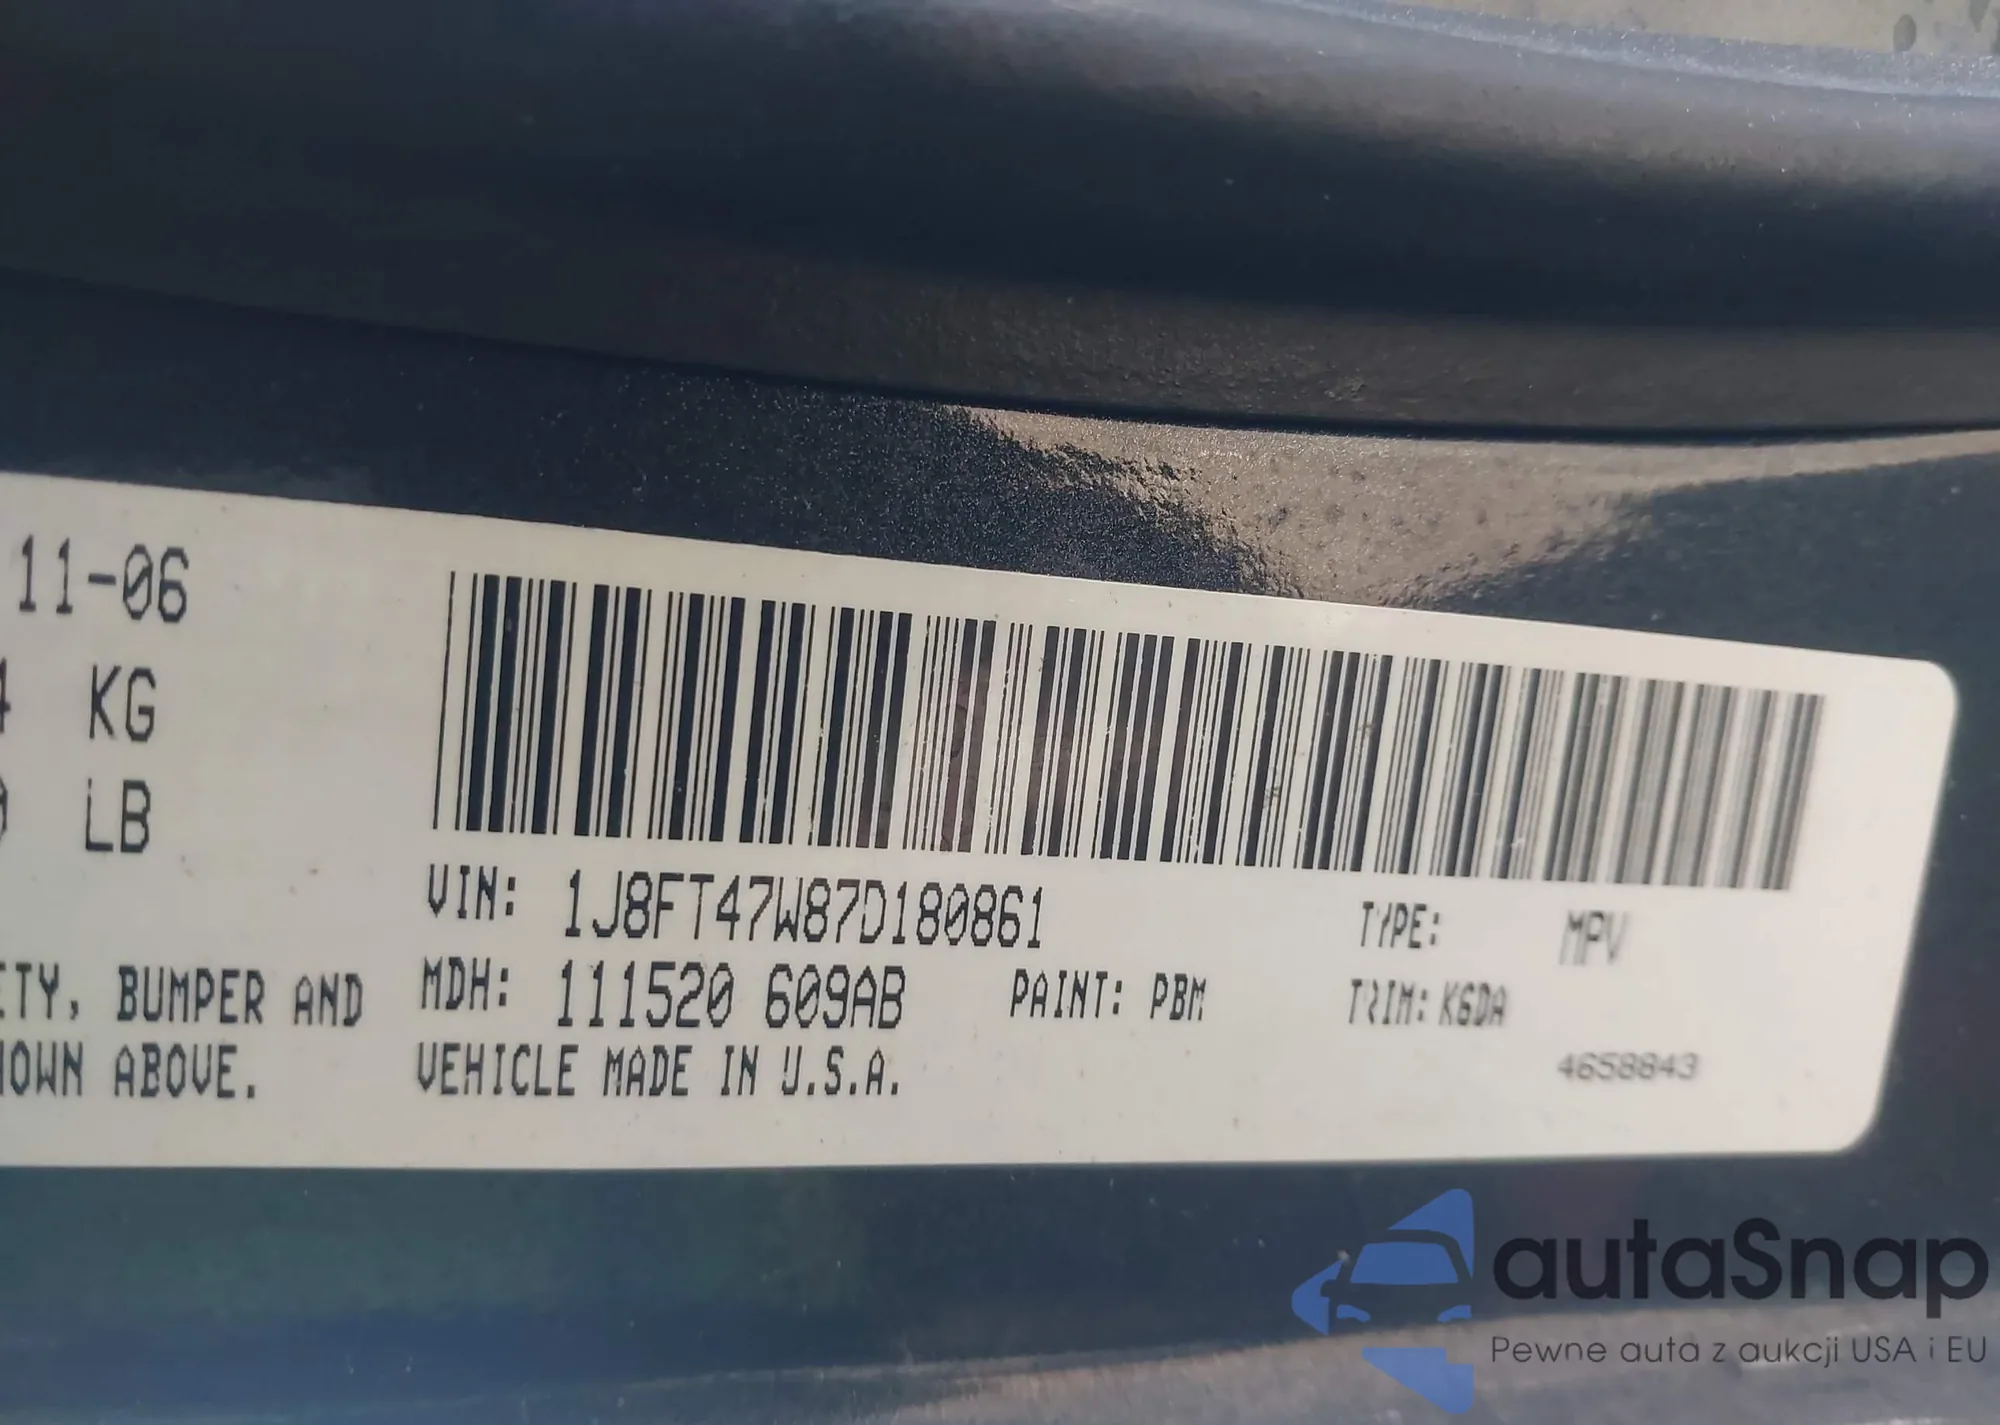 11-06
KG
LB
VIN: 1J8FT47W87D180861
TYPE: MPV
ETY, BUMPER AND
MDH: 111520 609AB
PAINT: PBM
TRIM: K6DA
OWN ABOVE.
VEHICLE MADE IN U.S.A.
4658843
autaSnap
Pewne auta z aukcji USA i EU